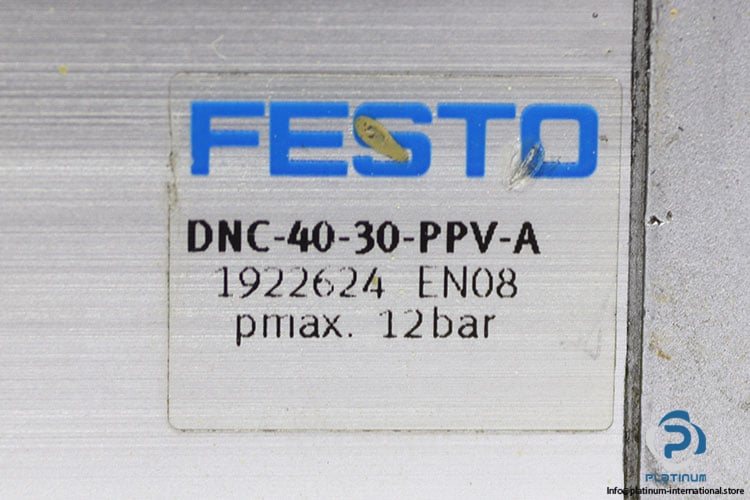 FESTO
DNC-40-30-PPV-A
1922624 EN08
pmax. 12bar
PLATINUM
Info@platinum-international.store